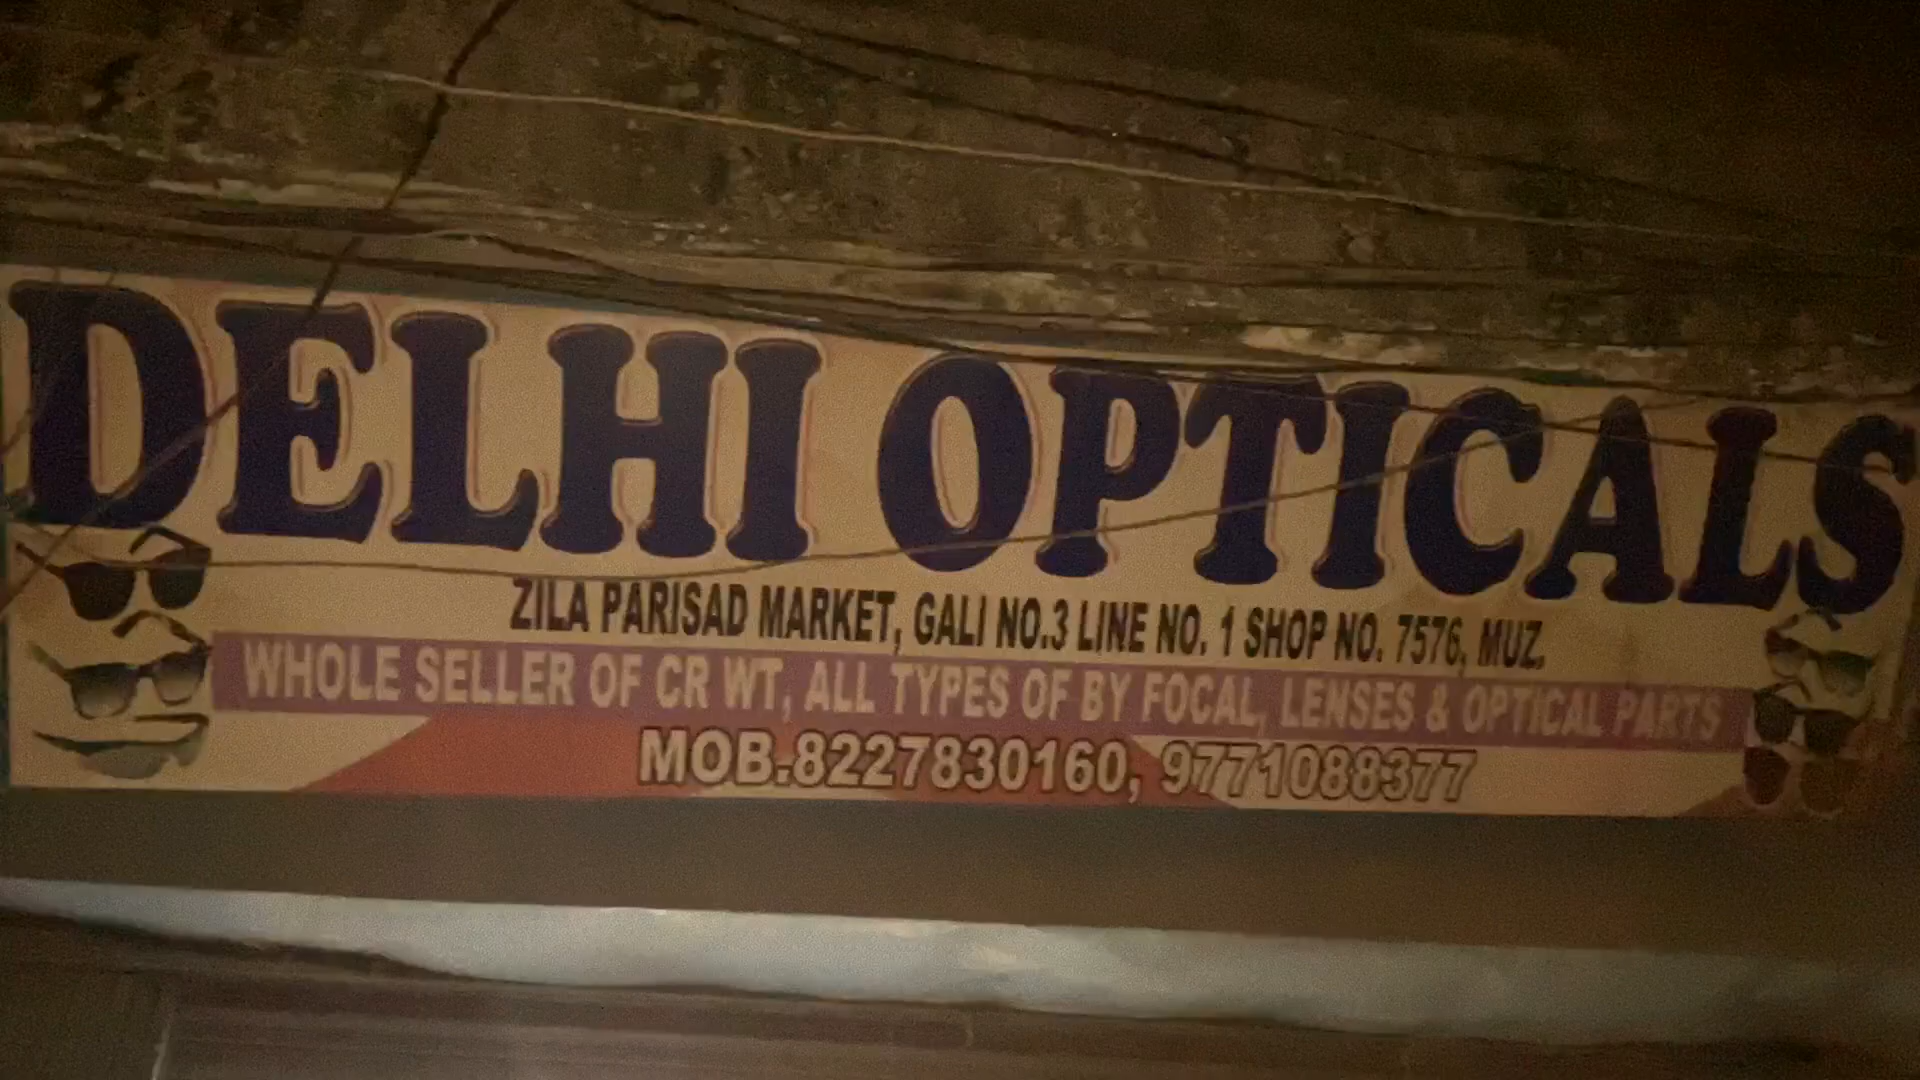 DELHI OPTICALS
ZILA PARISAD MARKET, GALI NO.3 LINE NO. 1 SHOP NO. 7576, MUZ.
WHOLE SELLER OF CR WT, ALL TYPES OF BY FOCAL, LENSES & OPTICAL PARTS
MOB.8227830160, 9771088377